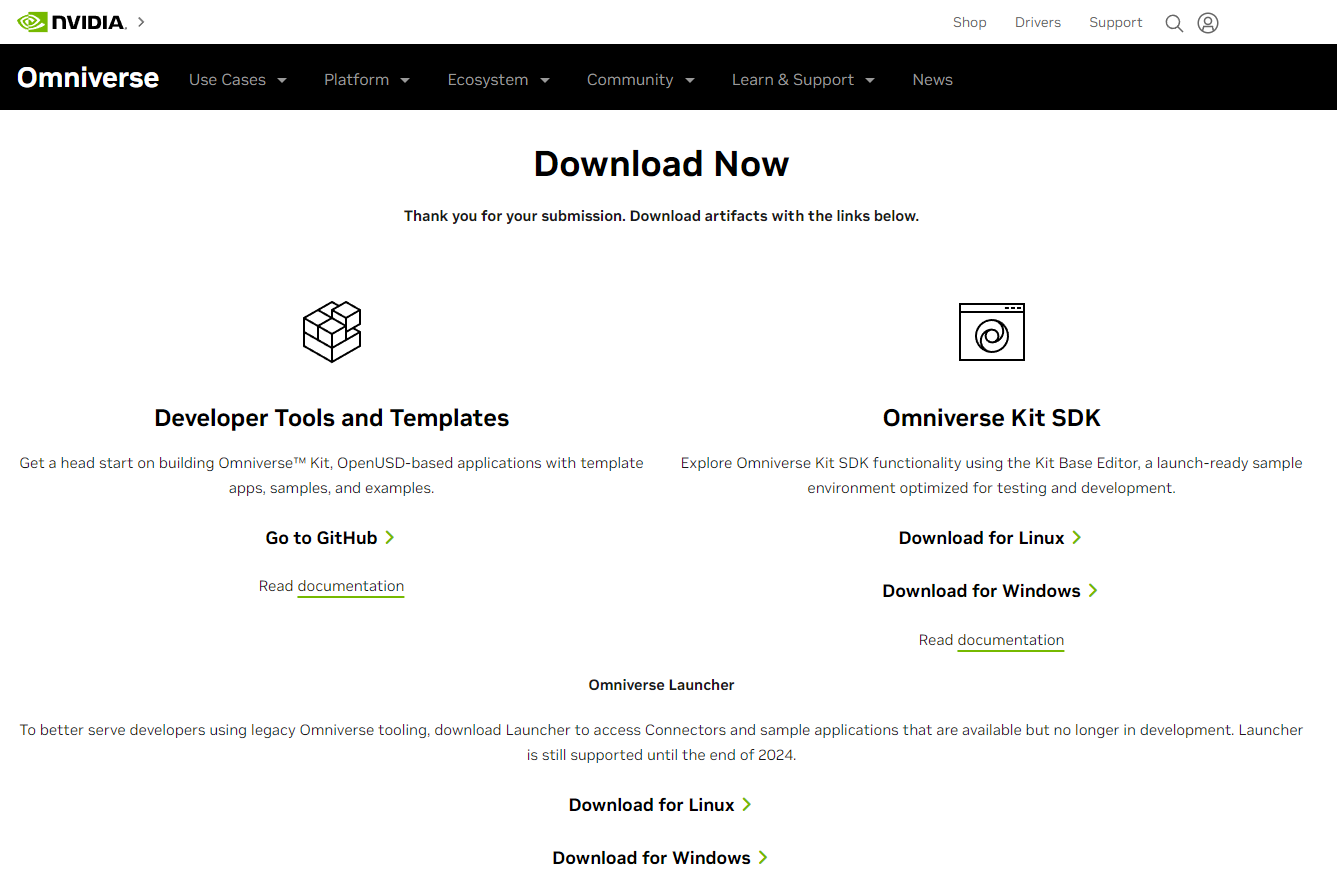 NVIDIA.
Shop Drivers Support
Omniverse Use Cases Platform Ecosystem Community Learn & Support News
Download Now
Thank you for your submission. Download artifacts with the links below.
Developer Tools and Templates
Get a head start on building Omniverse™ Kit, OpenUSD-based applications with template
apps, samples, and examples.
Go to GitHub
Read documentation
Omniverse Kit SDK
Explore Omniverse Kit SDK functionality using the Kit Base Editor, a launch-ready sample
environment optimized for testing and development.
Download for Linux
Download for Windows
Read documentation
Omniverse Launcher
To better serve developers using legacy Omniverse tooling, download Launcher to access Connectors and sample applications that are available but no longer in development. Launcher
is still supported until the end of 2024.
Download for Linux
Download for Windows